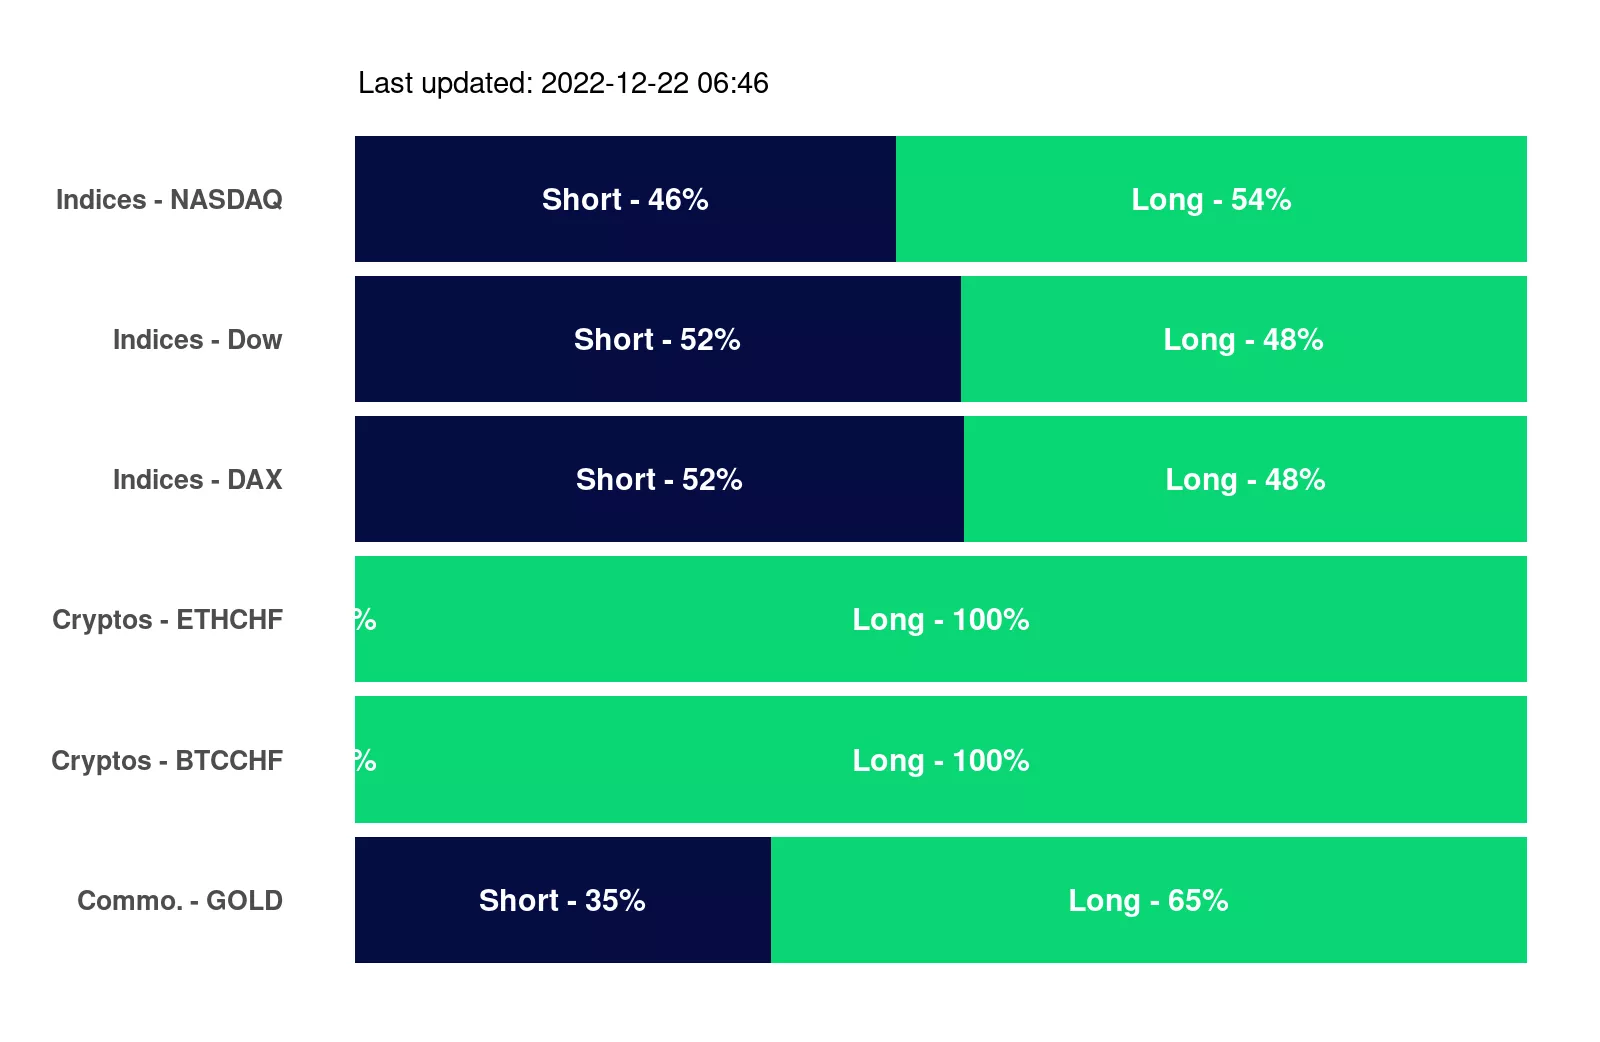 Last updated: 2022-12-22 06:46
Indices - NASDAQ Short - 46% Long - 54%
Indices - Dow Short - 52% Long - 48%
Indices - DAX Short - 52% Long - 48%
Cryptos - ETHCHF % Long - 100%
Cryptos - BTCCHF % Long - 100%
Commo. - GOLD Short - 35% Long - 65%